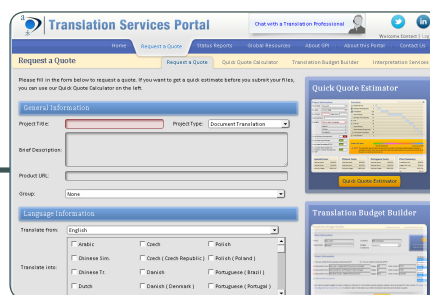 Translation Services Portal
Chat with a Translation Professional
Home Request a Quote Status Reports Global Resources About GPI About this Portal Contact Us
Request a Quote
Request a Quote Quick Quote Calculator Translation Budget Builder Interpretation Services
Please fill in the form below to request a quote. If you want to get a quick estimate before you submit your files,
you can use our Quick Quote Calculator on the left.
General Information
Project Title:
Project Type: Document Translation
Brief Description:
Product URL:
Group: None
Language Information
Translate from: English
Translate into:
Arabic Czech Polish
Chinese Sim. Czech ( Czech Republic ) Polish ( Poland )
Chinese Tr. Danish Portuguese ( Brasil )
Dutch Danish ( Denmark ) Portuguese ( Portugal )
Quick Quote Estimator
Quick Quote Estimator
Translation Budget Builder